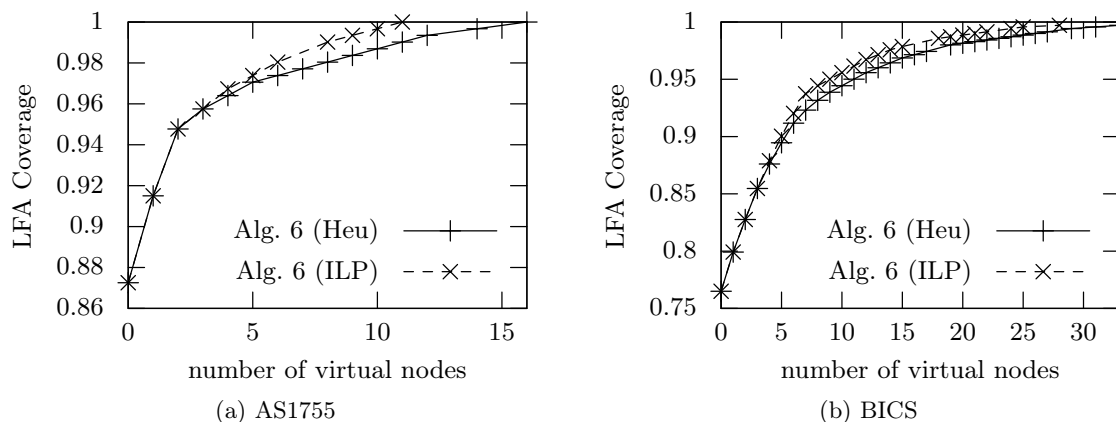 1
0.98
0.96
0.94
0.92
0.9
0.88
0.86
LFA Coverage
Alg. 6 (Heu)
Alg. 6 (ILP)
0 5 10 15
number of virtual nodes
(a) AS1755
1
0.95
0.9
0.85
0.8
0.75
LFA Coverage
Alg. 6 (Heu)
Alg. 6 (ILP)
0 5 10 15 20 25 30
number of virtual nodes
(b) BICS